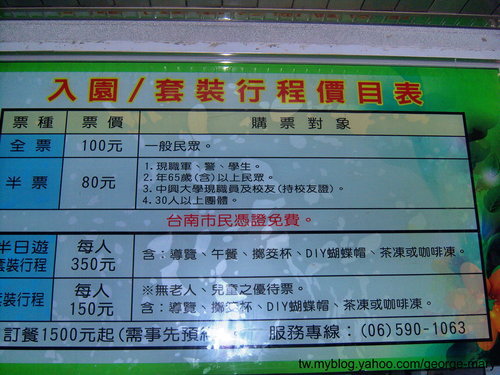 入園/套裝行程價目表
票種 票價 購票對象
全票 100元 一般民眾。
半票 80元
1.現職軍、警、學生。
2.年65歲(含)以上民眾。
3.中興大學現職員及校友(持校友證)。
4.30人以上團體。
台南市民憑證免費。
半日遊
套裝行程
每人
350元
含:導覽、午餐、擲筊杯、DIY蝴蝶帽、茶凍或咖啡凍。
套裝行程
每人
150元
※無老人、兒童之優待票。
含:導覽、擲筊杯、DIY蝴蝶帽、茶凍或咖啡凍。
訂餐1500元起(需事先預約 服務專線:(06)590-1063
tw.myblog.yahoo.com/george-mary